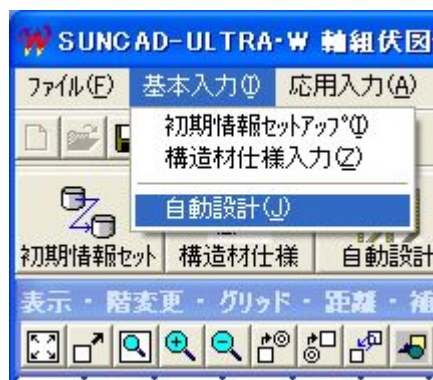 SUNCAD-ULTRA･W 軸組伏図
ファイル(F) 基本入力(I) 応用入力(A)
初期情報セットアップ(I)
構造材仕様入力(Z)
自動設計(J)
初期情報セット 構造材仕様 自動設計
表示 ・ 階変更 ・ グリッド ・ 距離 ・ 補